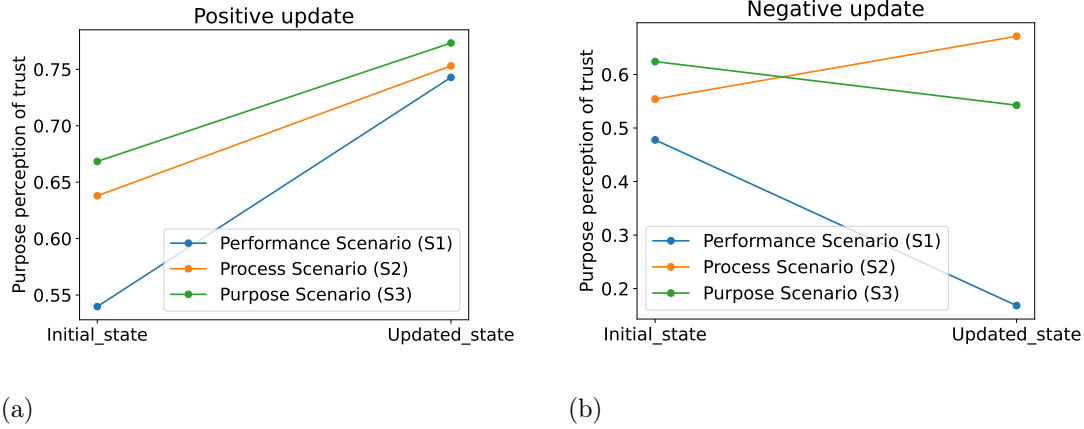 Positive update
Purpose perception of trust
0.75
0.70
0.65
0.60
0.55
Performance Scenario (S1)
Process Scenario (S2)
Purpose Scenario (S3)
Initial_state
Updated_state
(a)
Negative update
Purpose perception of trust
0.6
0.5
0.4
0.3
0.2
Performance Scenario (S1)
Process Scenario (S2)
Purpose Scenario (S3)
Initial_state
Updated_state
(b)